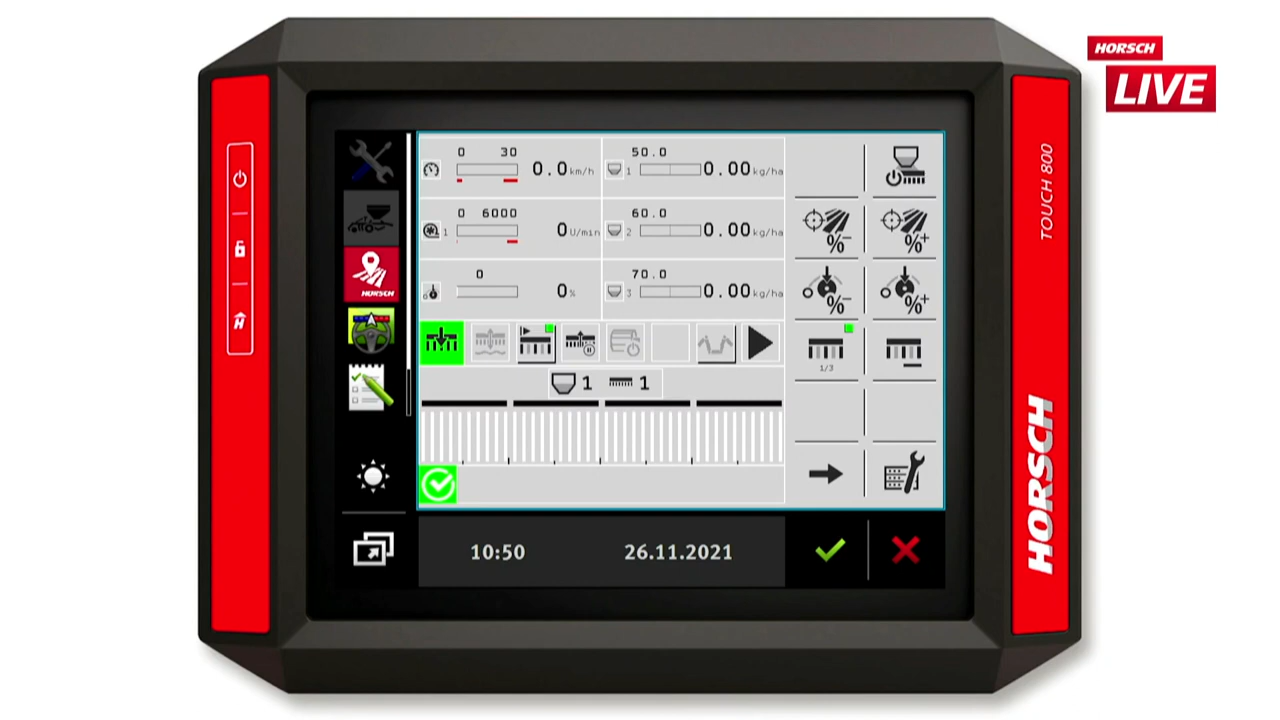 HORSCH
LIVE
TOUCH 800
HORSCH
HORSCH
0 30
0.0 km/h
50.0
1
0.00 kg/ha
0 6000
1
0 U/min
60.0
2
0.00 kg/ha
0
0 %
70.0
3
0.00 kg/ha
%-
%+
%-
%+
1/3
1
1
10:50
26.11.2021